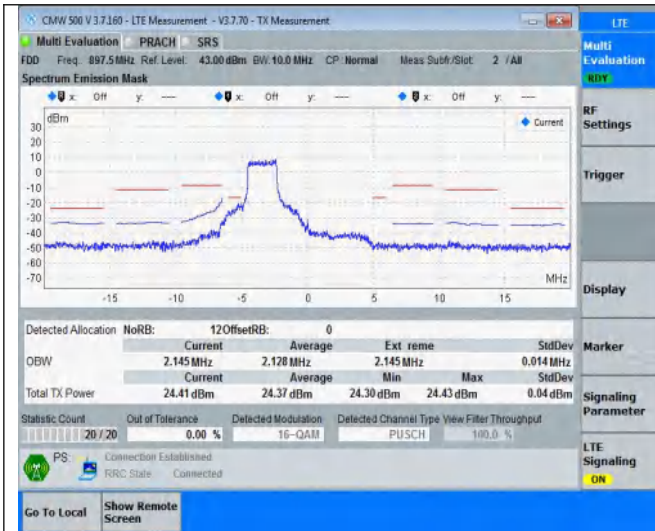 CMW 500 V 3.7.160 - LTE Measurement - V3.7.70 - TX Measurement
LTE
Multi Evaluation PRACH SRS
Multi Evaluation
RDY
FDD Freq: 897.5 MHz Ref. Level: 43.00 dBm BW: 10.0 MHz CP: Normal Meas Subfr./Slot: 2 / All
Spectrum Emission Mask
x: Off y: --- x: Off y: --- x: Off y: ---
RF Settings
dBm
Current
30
20
10
0
-10
-20
-30
-40
-50
-60
-70
MHz
-15 -10 -5 0 5 10 15
Trigger
Display
Detected Allocation NoRB: 12 OffsetRB: 0
Current Average Ext reme StdDev
OBW 2.145 MHz 2.128 MHz 2.145 MHz 0.014 MHz
Current Average Min Max StdDev
Total TX Power 24.41 dBm 24.37 dBm 24.30 dBm 24.43 dBm 0.04 dBm
Marker
Statistic Count Out of Tolerance Detected Modulation Detected Channel Type View Filter Throughput
20 / 20 0.00 % 16-QAM PUSCH 100.0 %
Signaling Parameter
PS: Connection Established
RRC State Connected
LTE Signaling
ON
Go To Local
Show Remote Screen